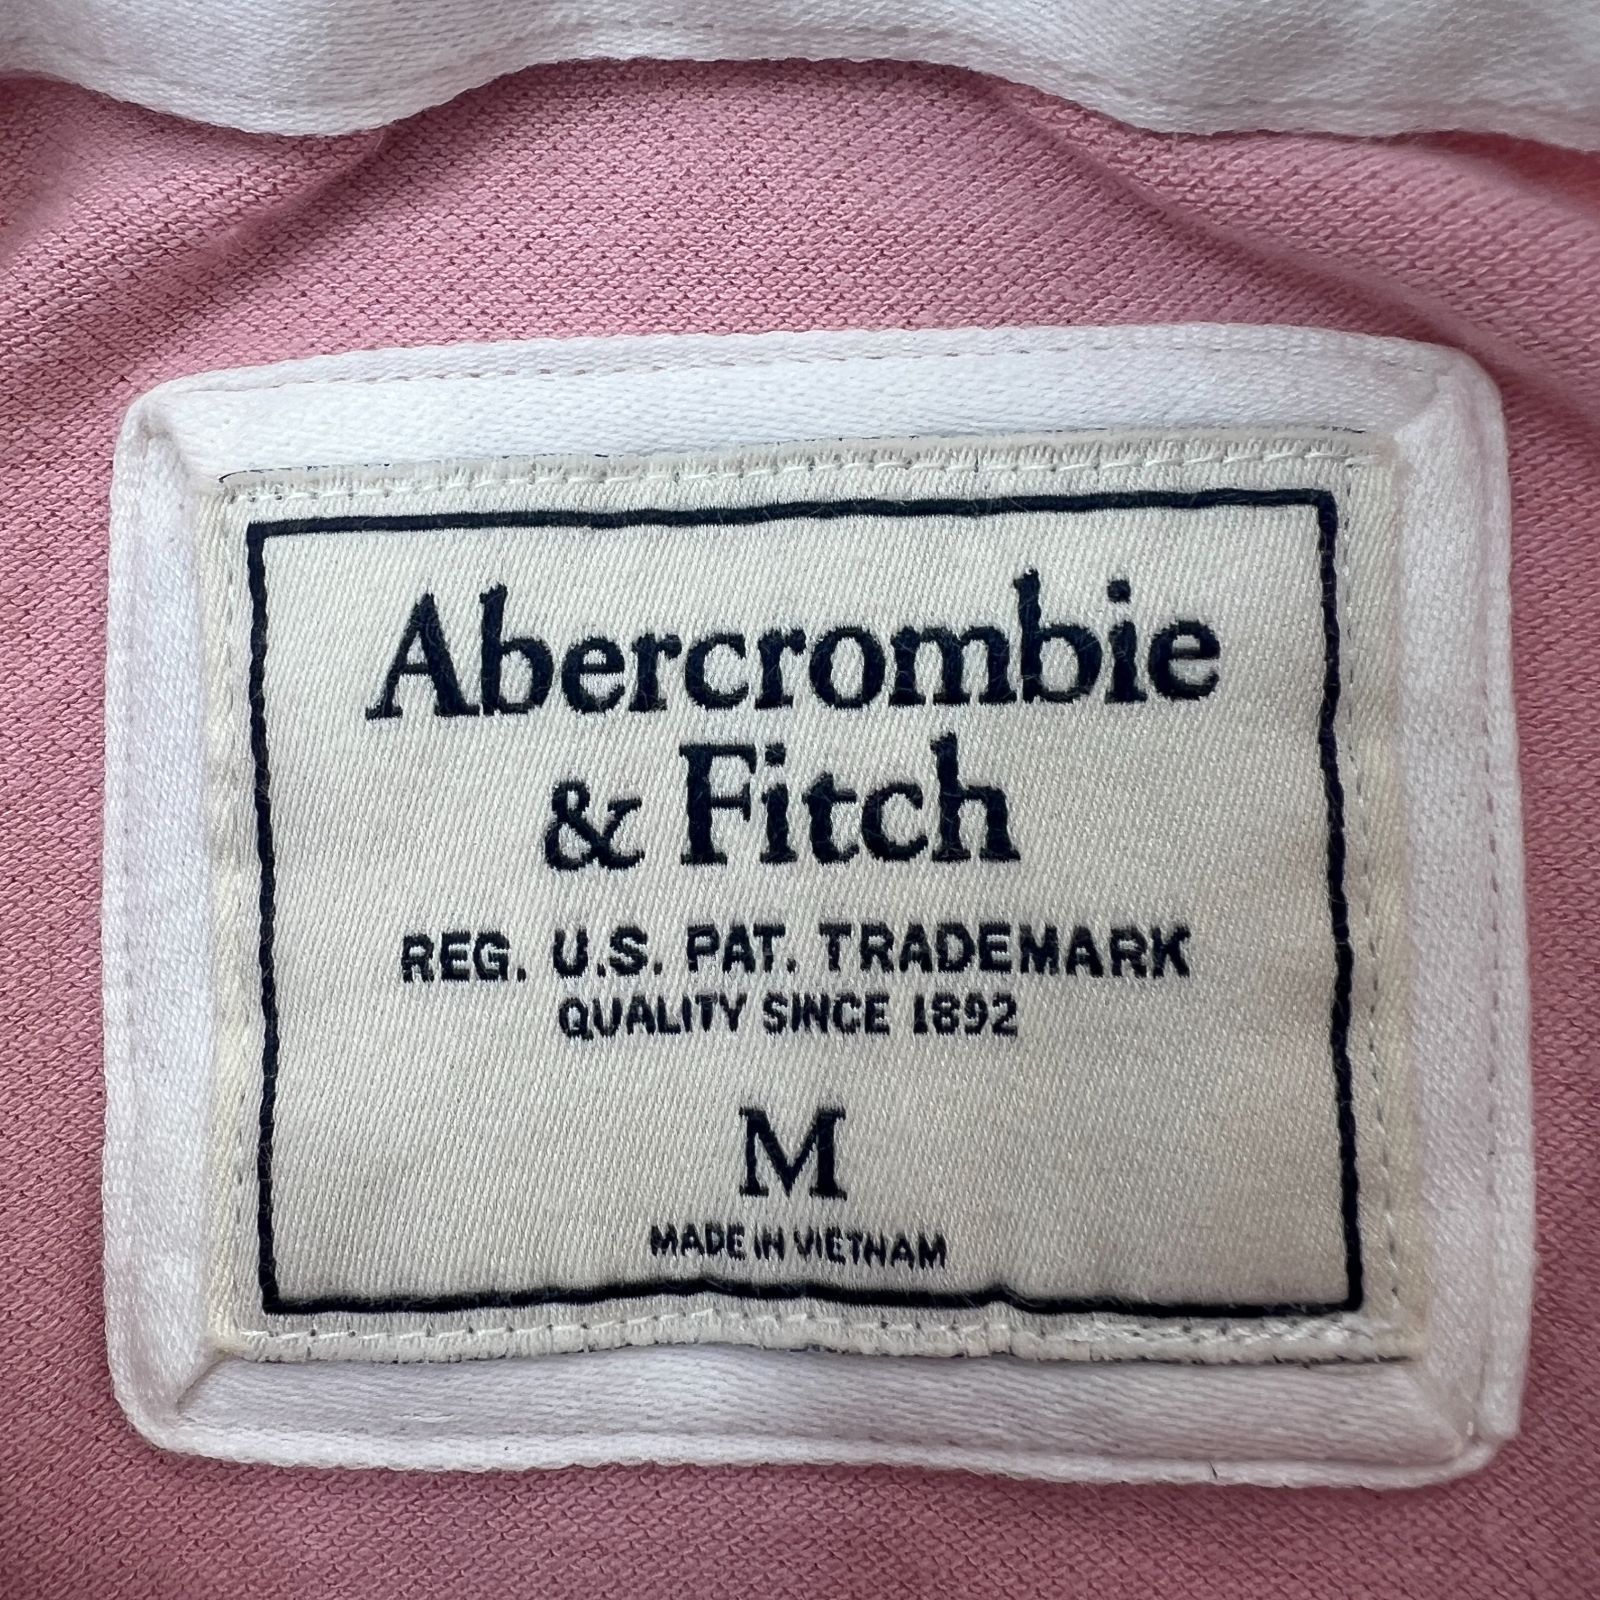 Abercrombie
& Fitch
REG. U.S. PAT. TRADEMARK
QUALITY SINCE 1892
M
MADE IN VIETNAM